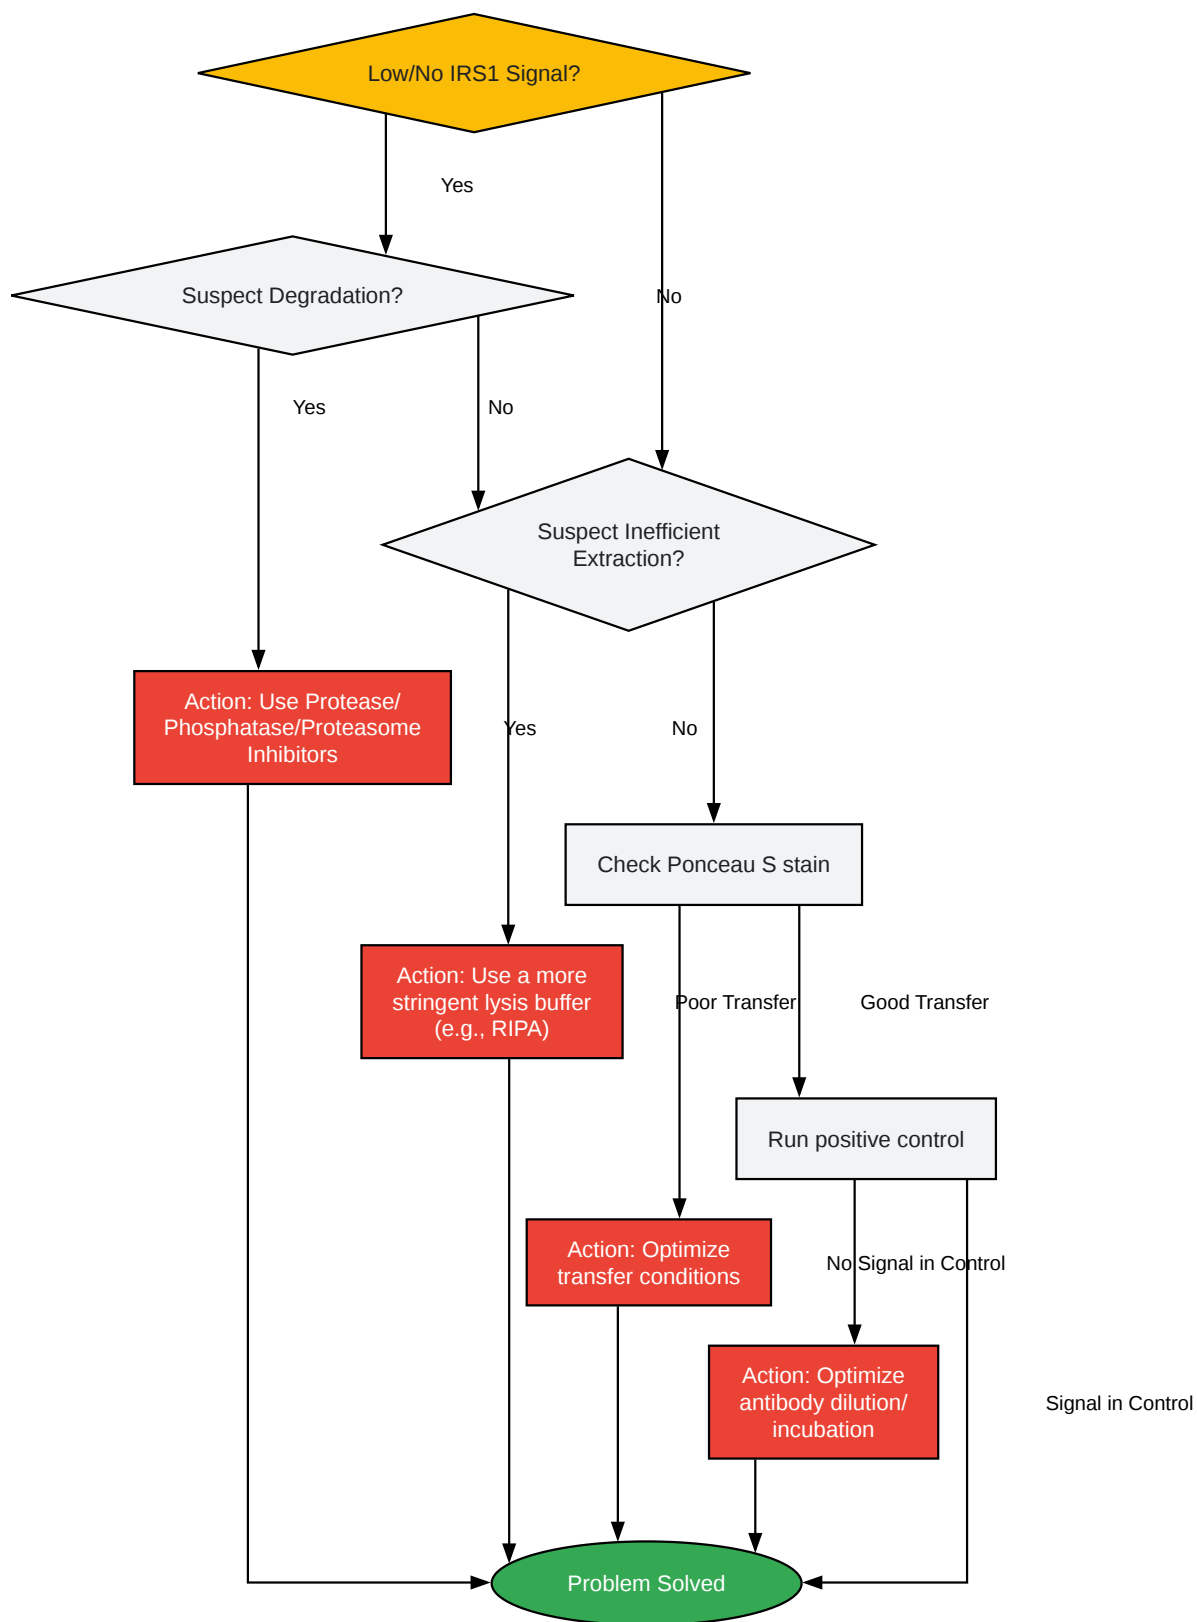 Low/No IRS1 Signal?
Yes
Suspect Degradation?
No
Yes
No
Suspect Inefficient
Extraction?
Action: Use Protease/
Phosphatase/Proteasome
Inhibitors
Yes
No
Check Ponceau S stain
Action: Use a more
stringent lysis buffer
(e.g., RIPA)
Poor Transfer
Good Transfer
Run positive control
Action: Optimize
transfer conditions
No Signal in Control
Action: Optimize
antibody dilution/
incubation
Signal in Control
Problem Solved